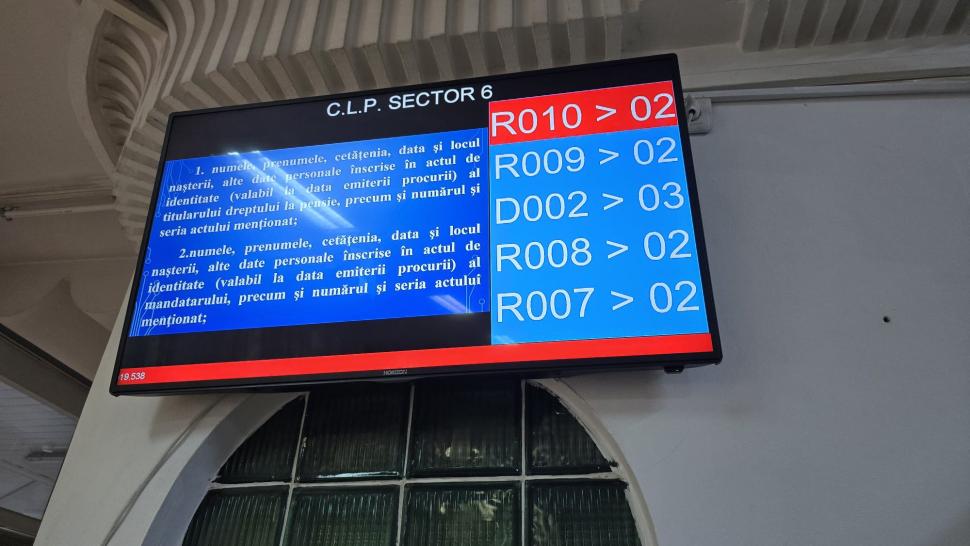 C.L.P. SECTOR 6
1. numele, prenumele, cetățenia, data și locul
nașterii, alte date personale înscrise în actul de
identitate (valabil la data emiterii procurii) al
titularului dreptului la pensie, precum și numărul și
seria actului menționat;
2.numele, prenumele, cetățenia, data și locul
nașterii, alte date personale înscrise în actul de
identitate (valabil la data emiterii procurii) al
mandatarului, precum și numărul și seria actului
menționat;
R010 > 02
R009 > 02
D002 > 03
R008 > 02
R007 > 02
19.538
HORIZON